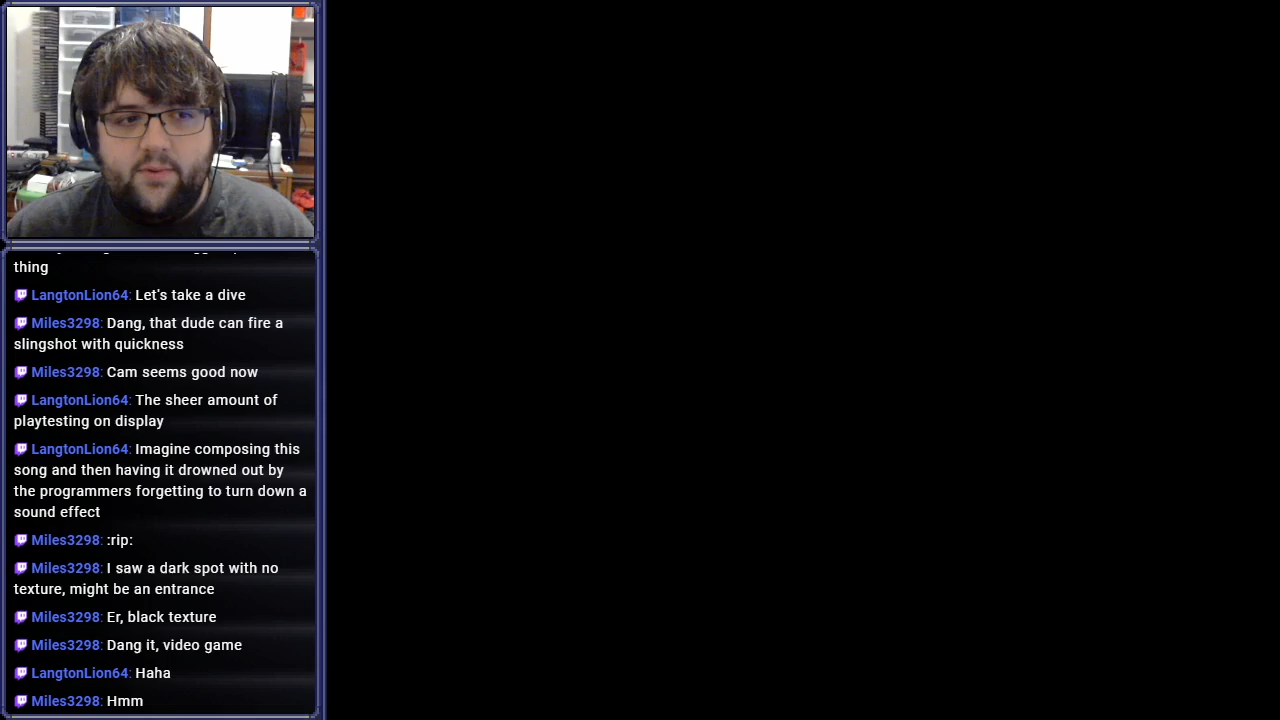 thing
LangtonLion64: Let's take a dive
Miles3298: Dang, that dude can fire a
slingshot with quickness
Miles3298: Cam seems good now
LangtonLion64: The sheer amount of
playtesting on display
LangtonLion64: Imagine composing this
song and then having it drowned out by
the programmers forgetting to turn down a
sound effect
Miles3298: :rip:
Miles3298: I saw a dark spot with no
texture, might be an entrance
Miles3298: Er, black texture
Miles3298: Dang it, video game
LangtonLion64: Haha
Miles3298: Hmm